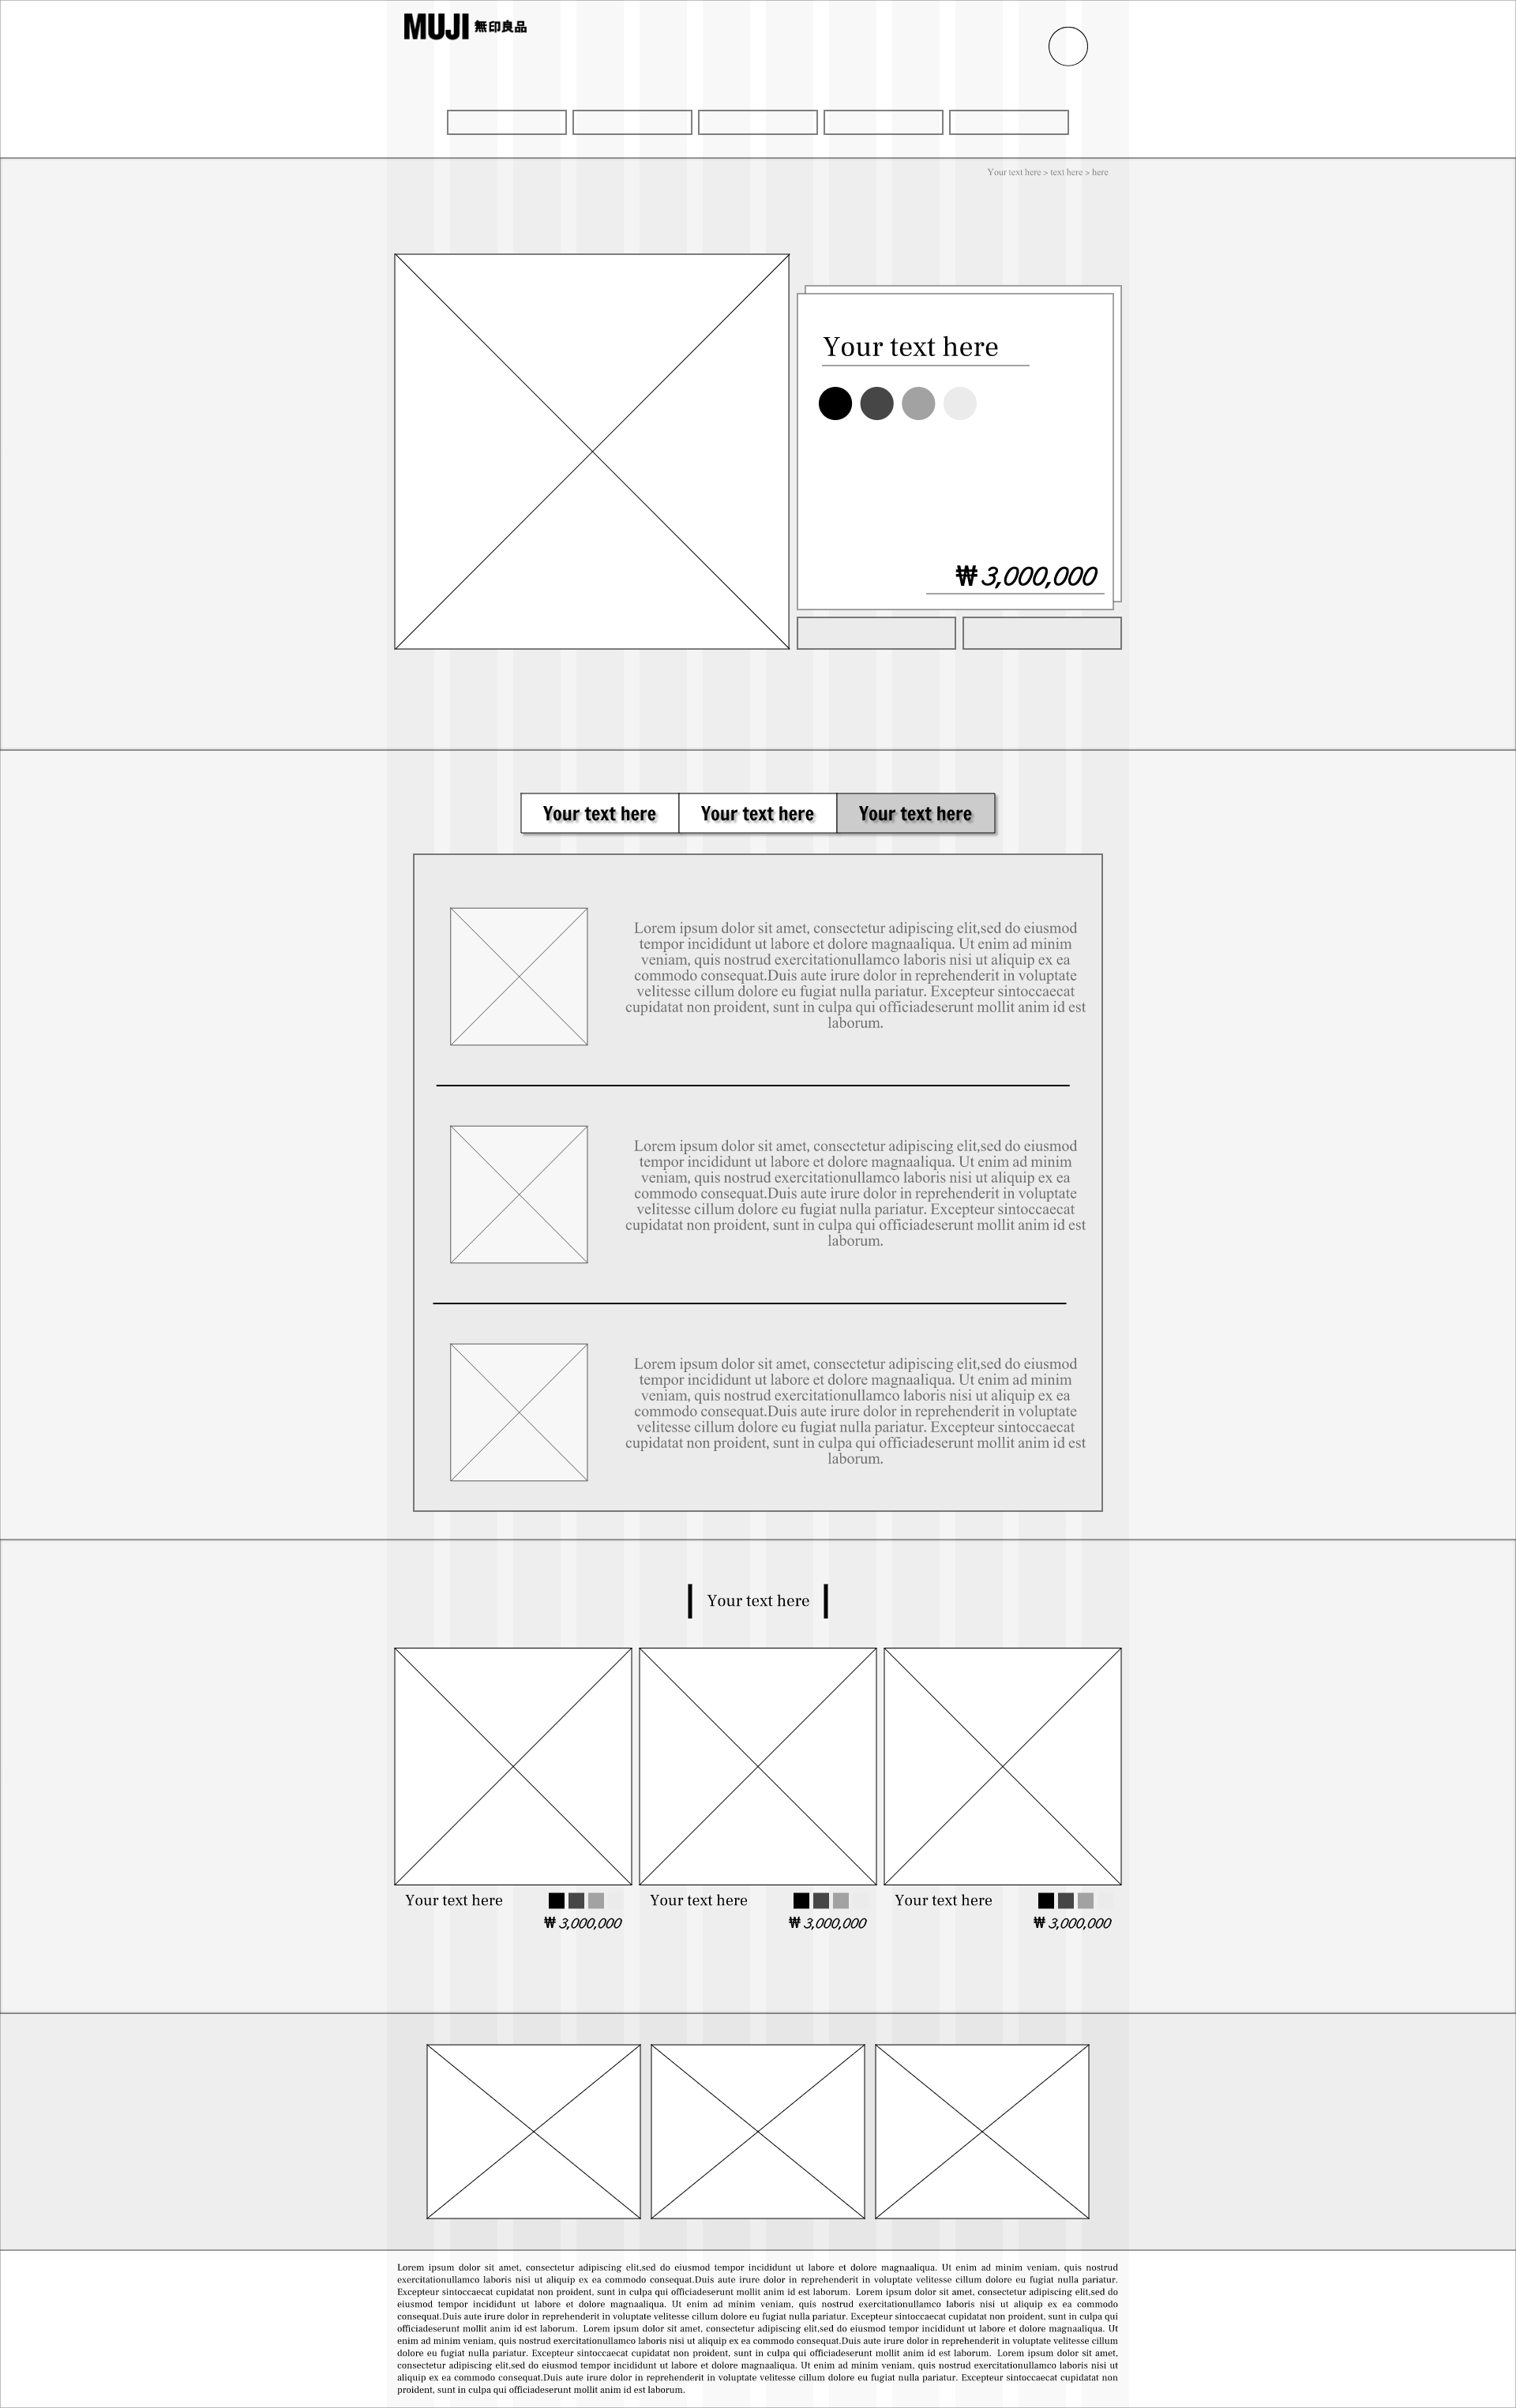 MUJI 無印良品
Your text here > text here > here
Your text here
₩ 3,000,000
Your text here
Your text here
Your text here
Lorem ipsum dolor sit amet, consectetur adipiscing elit,sed do eiusmod
tempor incididunt ut labore et dolore magnaaliqua. Ut enim ad minim
veniam, quis nostrud exercitationullamco laboris nisi ut aliquip ex ea
commodo consequat.Duis aute irure dolor in reprehenderit in voluptate
velitesse cillum dolore eu fugiat nulla pariatur. Excepteur sintoccaecat
cupidatat non proident, sunt in culpa qui officiadeserunt mollit anim id est
laborum.
Lorem ipsum dolor sit amet, consectetur adipiscing elit,sed do eiusmod
tempor incididunt ut labore et dolore magnaaliqua. Ut enim ad minim
veniam, quis nostrud exercitationullamco laboris nisi ut aliquip ex ea
commodo consequat.Duis aute irure dolor in reprehenderit in voluptate
velitesse cillum dolore eu fugiat nulla pariatur. Excepteur sintoccaecat
cupidatat non proident, sunt in culpa qui officiadeserunt mollit anim id est
laborum.
Lorem ipsum dolor sit amet, consectetur adipiscing elit,sed do eiusmod
tempor incididunt ut labore et dolore magnaaliqua. Ut enim ad minim
veniam, quis nostrud exercitationullamco laboris nisi ut aliquip ex ea
commodo consequat.Duis aute irure dolor in reprehenderit in voluptate
velitesse cillum dolore eu fugiat nulla pariatur. Excepteur sintoccaecat
cupidatat non proident, sunt in culpa qui officiadeserunt mollit anim id est
laborum.
Your text here
Your text here
₩ 3,000,000
Your text here
₩ 3,000,000
Your text here
₩ 3,000,000
Lorem ipsum dolor sit amet, consectetur adipiscing elit,sed do eiusmod tempor incididunt ut labore et dolore magnaaliqua. Ut enim ad minim veniam, quis nostrud
exercitationullamco laboris nisi ut aliquip ex ea commodo consequat.Duis aute irure dolor in reprehenderit in voluptate velitesse cillum dolore eu fugiat nulla pariatur.
Excepteur sintoccaecat cupidatat non proident, sunt in culpa qui officiadeserunt mollit anim id est laborum. Lorem ipsum dolor sit amet, consectetur adipiscing elit,sed do
eiusmod tempor incididunt ut labore et dolore magnaaliqua. Ut enim ad minim veniam, quis nostrud exercitationullamco laboris nisi ut aliquip ex ea commodo
consequat.Duis aute irure dolor in reprehenderit in voluptate velitesse cillum dolore eu fugiat nulla pariatur. Excepteur sintoccaecat cupidatat non proident, sunt in culpa qui
officiadeserunt mollit anim id est laborum. Lorem ipsum dolor sit amet, consectetur adipiscing elit,sed do eiusmod tempor incididunt ut labore et dolore magnaaliqua. Ut
enim ad minim veniam, quis nostrud exercitationullamco laboris nisi ut aliquip ex ea commodo consequat.Duis aute irure dolor in reprehenderit in voluptate velitesse cillum
dolore eu fugiat nulla pariatur. Excepteur sintoccaecat cupidatat non proident, sunt in culpa qui officiadeserunt mollit anim id est laborum. Lorem ipsum dolor sit amet,
consectetur adipiscing elit,sed do eiusmod tempor incididunt ut labore et dolore magnaaliqua. Ut enim ad minim veniam, quis nostrud exercitationullamco laboris nisi ut
aliquip ex ea commodo consequat.Duis aute irure dolor in reprehenderit in voluptate velitesse cillum dolore eu fugiat nulla pariatur. Excepteur sintoccaecat cupidatat non
proident, sunt in culpa qui officiadeserunt mollit anim id est laborum.